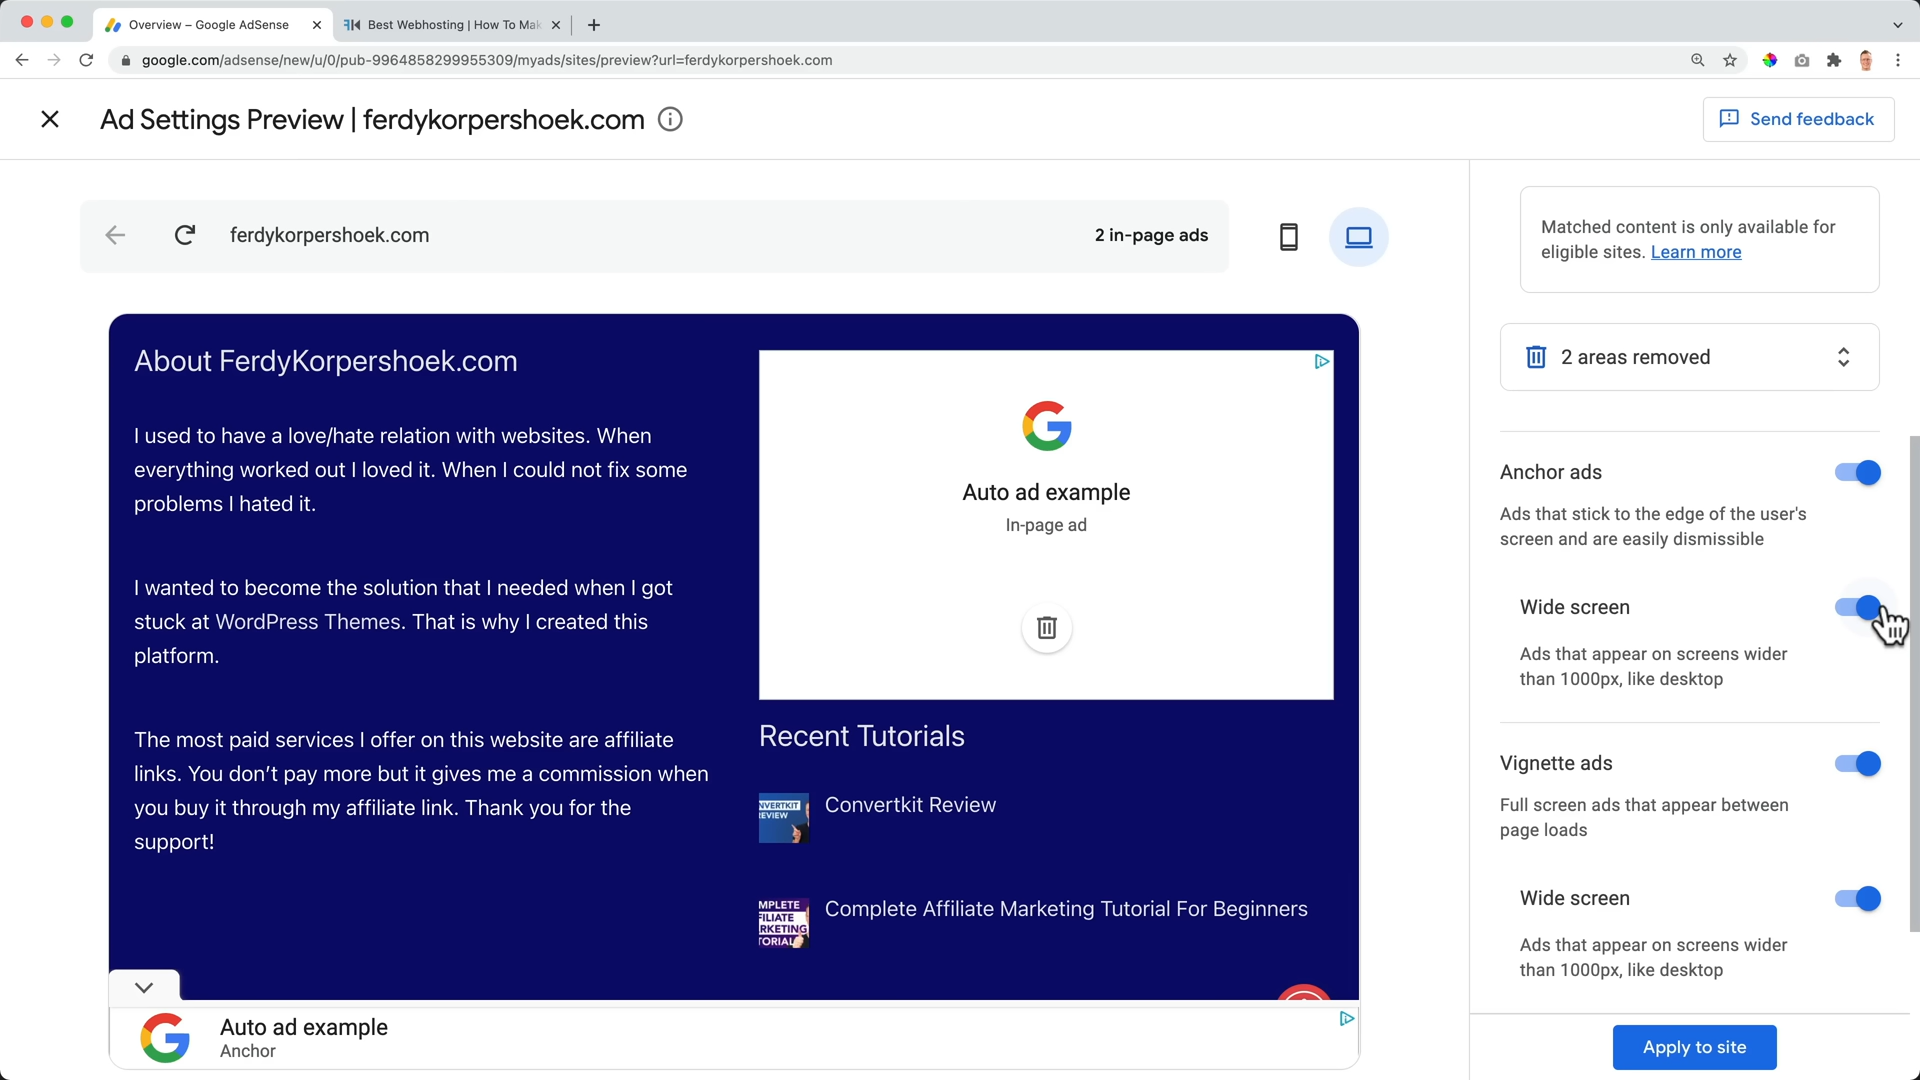 Overview – Google AdSense
Best Webhosting | How To Mak
google.com/adsense/new/u/0/pub-9964858299955309/myads/sites/preview?url=ferdykorpershoek.com
Ad Settings Preview | ferdykorpershoek.com
Send feedback
ferdykorpershoek.com
2 in-page ads
About FerdyKorpershoek.com
I used to have a love/hate relation with websites. When
everything worked out I loved it. When I could not fix some
problems I hated it.
I wanted to become the solution that I needed when I got
stuck at WordPress Themes. That is why I created this
platform.
The most paid services I offer on this website are affiliate
links. You don’t pay more but it gives me a commission when
you buy it through my affiliate link. Thank you for the
support!
Auto ad example
In-page ad
Recent Tutorials
NVERTKIT
EVIEW
Convertkit Review
MPLETE
FILIATE
RKETING
TORIAL
Complete Affiliate Marketing Tutorial For Beginners
Auto ad example
Anchor
Matched content is only available for
eligible sites. Learn more
2 areas removed
Anchor ads
Ads that stick to the edge of the user's
screen and are easily dismissible
Wide screen
Ads that appear on screens wider
than 1000px, like desktop
Vignette ads
Full screen ads that appear between
page loads
Wide screen
Ads that appear on screens wider
than 1000px, like desktop
Apply to site